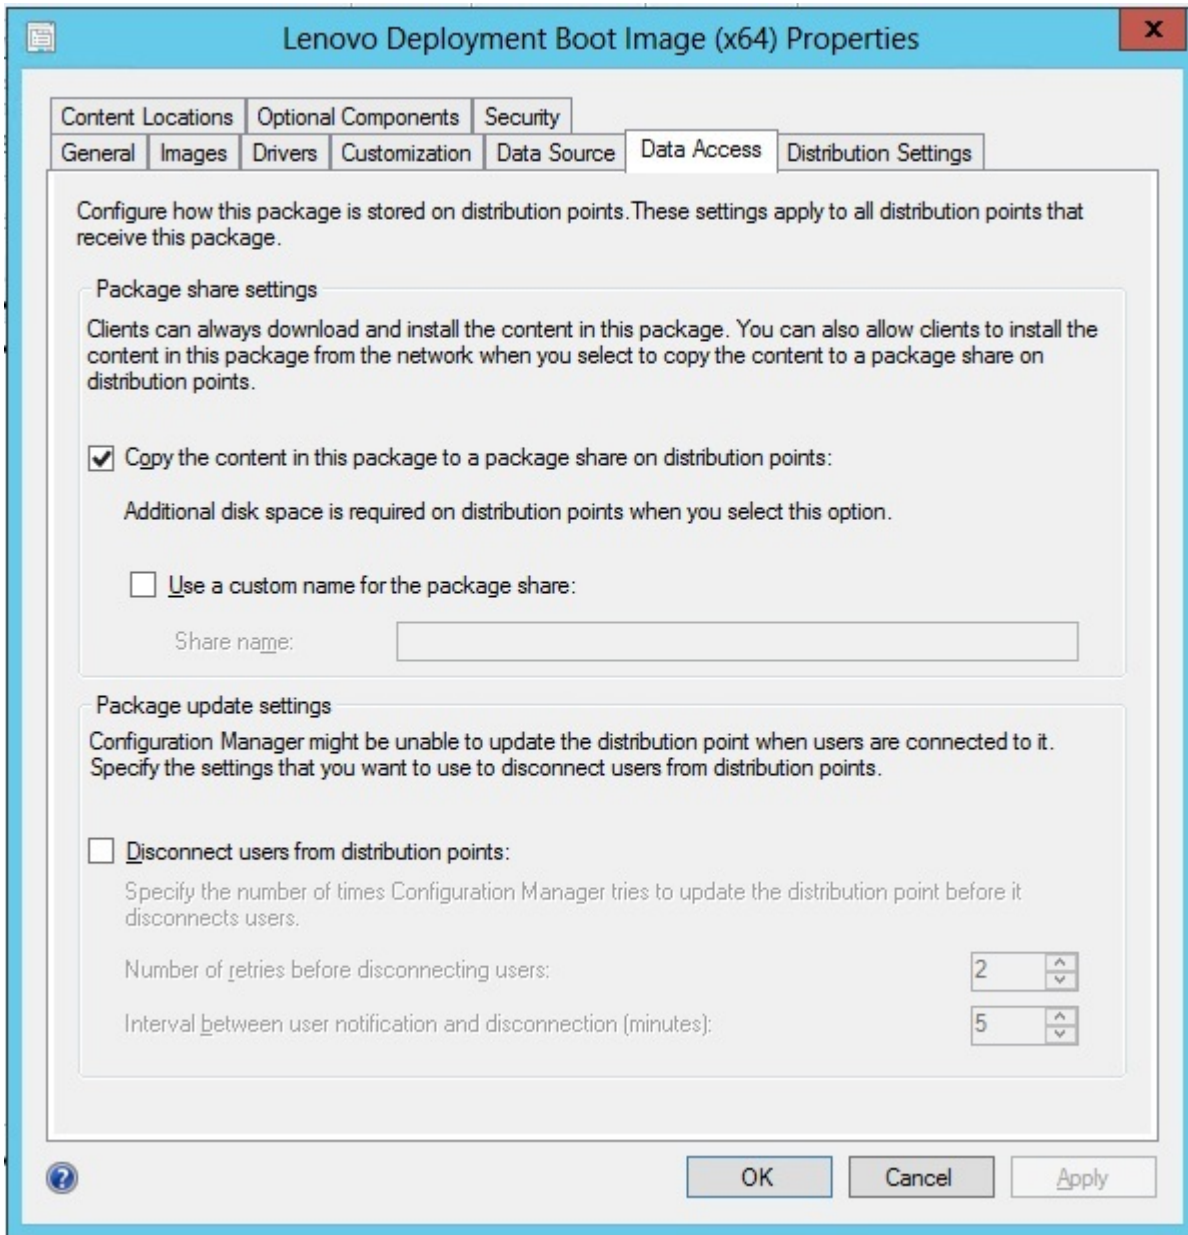 Lenovo Deployment Boot Image (x64) Properties
x
Content Locations Optional Components Security
General Images Drivers Customization Data Source Data Access Distribution Settings
Configure how this package is stored on distribution points.These settings apply to all distribution points that
receive this package.
Package share settings
Clients can always download and install the content in this package. You can also allow clients to install the
content in this package from the network when you select to copy the content to a package share on
distribution points.
Copy the content in this package to a package share on distribution points:
Additional disk space is required on distribution points when you select this option.
Use a custom name for the package share:
Share name:
Package update settings
Configuration Manager might be unable to update the distribution point when users are connected to it.
Specify the settings that you want to use to disconnect users from distribution points.
Disconnect users from distribution points:
Specify the number of times Configuration Manager tries to update the distribution point before it
disconnects users.
Number of retries before disconnecting users: 2
Interval between user notification and disconnection (minutes): 5
? OK Cancel Apply